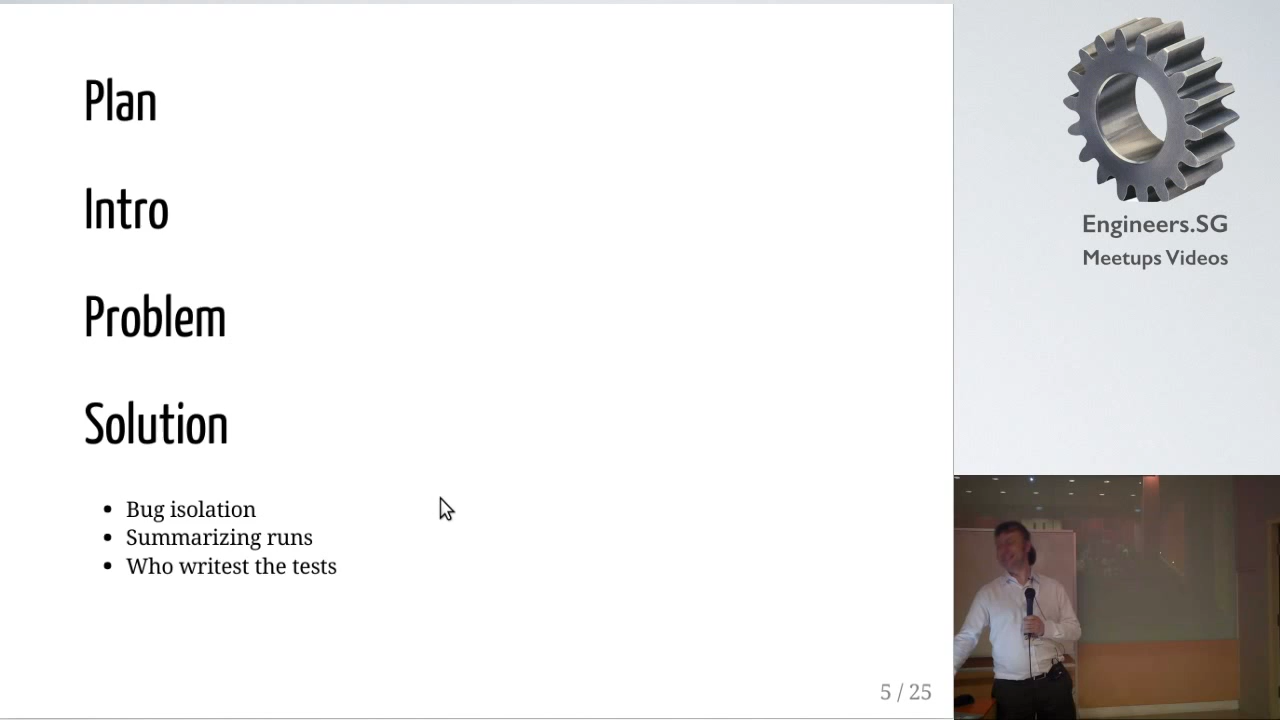 Plan
Intro
Problem
Solution
Bug isolation
Summarizing runs
Who writest the tests
5 / 25
Engineers.SG
Meetups Videos